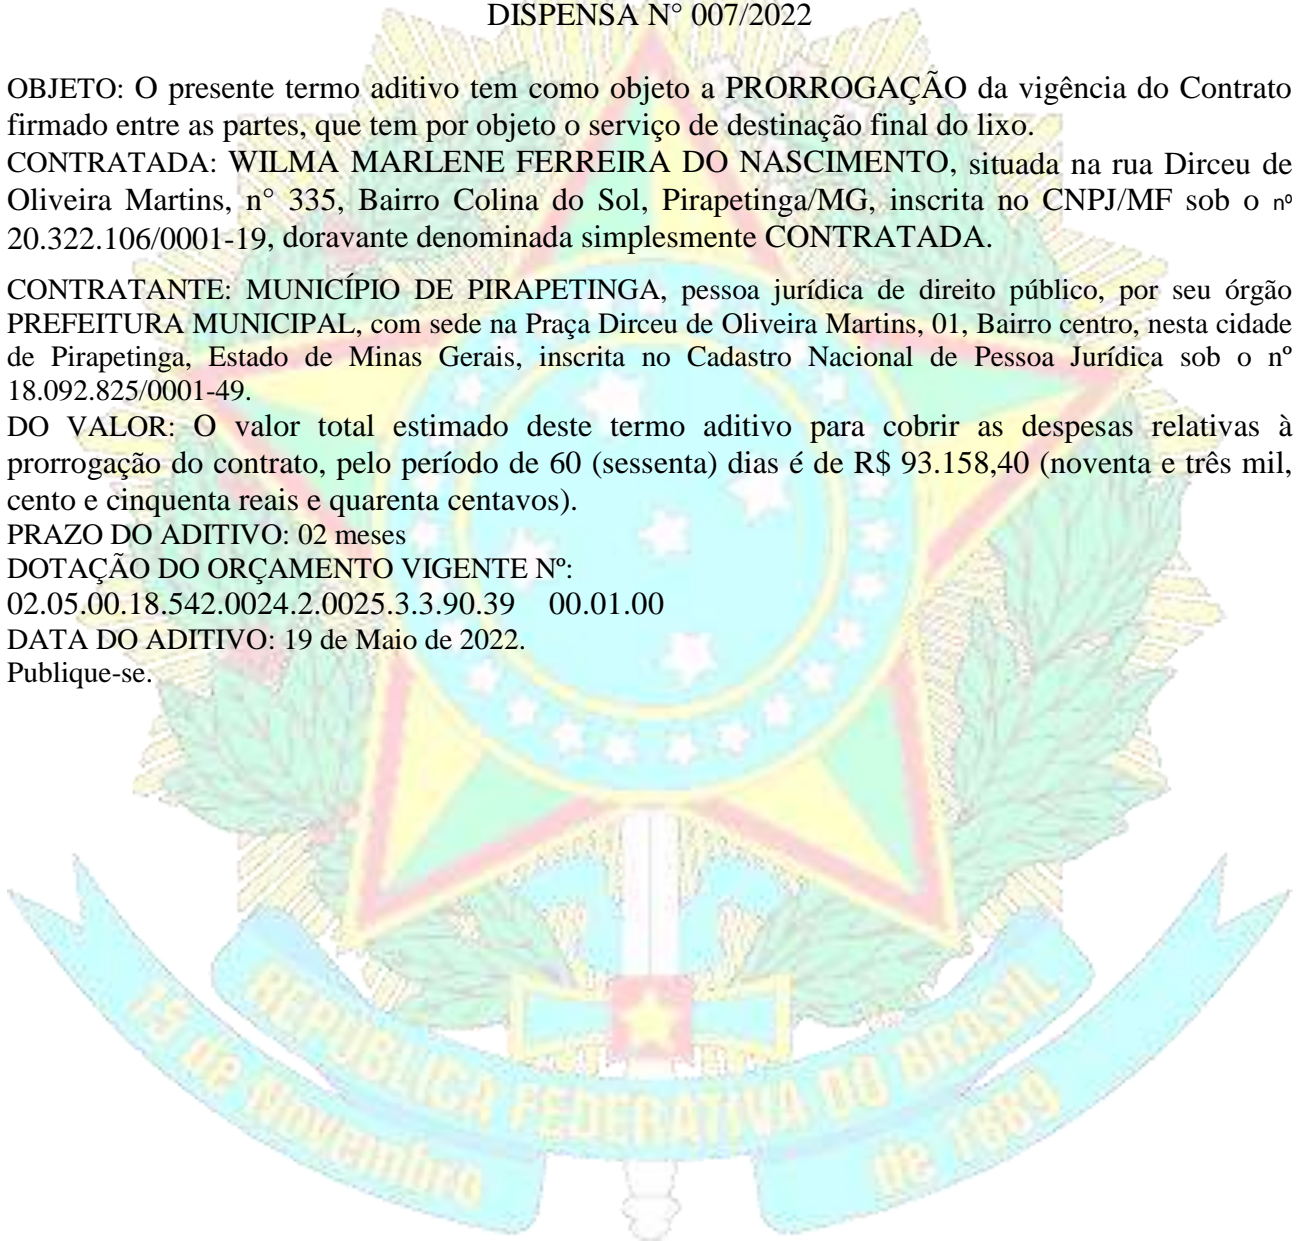 DISPENSA N° 007/2022
OBJETO: O presente termo aditivo tem como objeto a PRORROGAÇÃO da vigência do Contrato
firmado entre as partes, que tem por objeto o serviço de destinação final do lixo.
CONTRATADA: WILMA MARLENE FERREIRA DO NASCIMENTO, situada na rua Dirceu de
Oliveira Martins, n° 335, Bairro Colina do Sol, Pirapetinga/MG, inscrita no CNPJ/MF sob o nº
20.322.106/0001-19, doravante denominada simplesmente CONTRATADA.
CONTRATANTE: MUNICÍPIO DE PIRAPETINGA, pessoa jurídica de direito público, por seu órgão
PREFEITURA MUNICIPAL, com sede na Praça Dirceu de Oliveira Martins, 01, Bairro centro, nesta cidade
de Pirapetinga, Estado de Minas Gerais, inscrita no Cadastro Nacional de Pessoa Jurídica sob o nº
18.092.825/0001-49.
DO VALOR: O valor total estimado deste termo aditivo para cobrir as despesas relativas à
prorrogação do contrato, pelo período de 60 (sessenta) dias é de R$ 93.158,40 (noventa e três mil,
cento e cinquenta reais e quarenta centavos).
PRAZO DO ADITIVO: 02 meses
DOTAÇÃO DO ORÇAMENTO VIGENTE Nº:
02.05.00.18.542.0024.2.0025.3.3.90.39 00.01.00
DATA DO ADITIVO: 19 de Maio de 2022.
Publique-se.
REPÚBLICA FEDERATIVA DO BRASIL
15 de Novembro de 1889